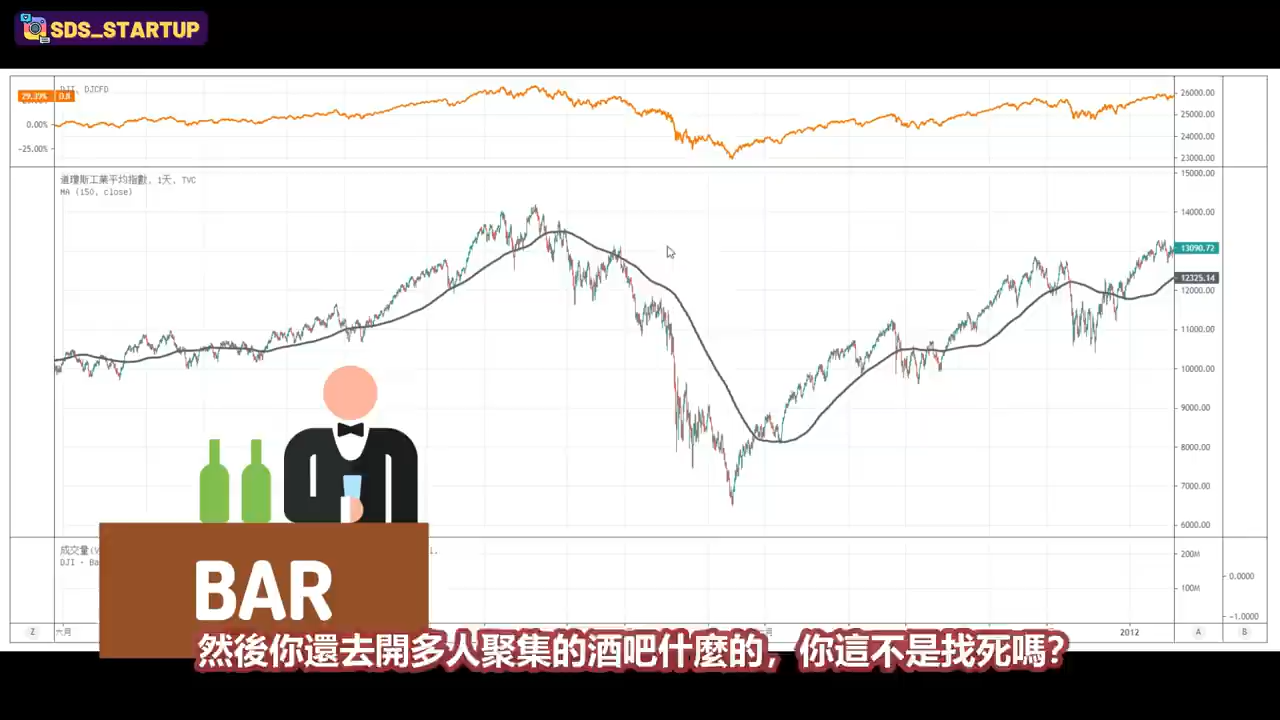 SDS_STARTUP
DJI, DJCFD
29.39%
0.00%
-25.00%
26000.00
25000.00
24000.00
23000.00
道瓊斯工業平均指數, 1天, TVC
MA (150, close)
15000.00
14000.00
13090.72
12325.14
12000.00
11000.00
10000.00
9000.00
8000.00
7000.00
6000.00
成交量(V
DJI · Ba
200M
100M
0.0000
-1.0000
Z
六月
2012
A
B
BAR
然後你還去開多人聚集的酒吧什麼的，你這不是找死嗎？